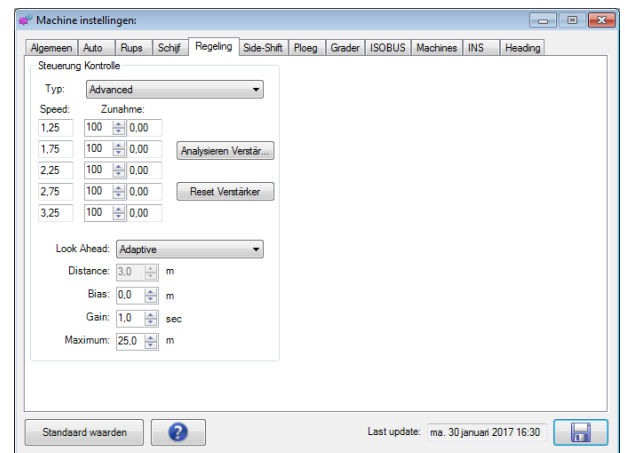 Machine instellingen:
Algemeen Auto Rups Schijf Regeling Side-Shift Ploeg Grader ISOBUS Machines INS Heading
Steuerung Kontrolle
Typ: Advanced
Speed: Zunahme:
1,25 100 0,00
1,75 100 0,00 Analysieren Verstär...
2,25 100 0,00
2,75 100 0,00 Reset Verstärker
3,25 100 0,00
Look Ahead: Adaptive
Distance: 3,0 m
Bias: 0,0 m
Gain: 1,0 sec
Maximum: 25,0 m
Standaard waarden ? Last update: ma. 30 januari 2017 16:30